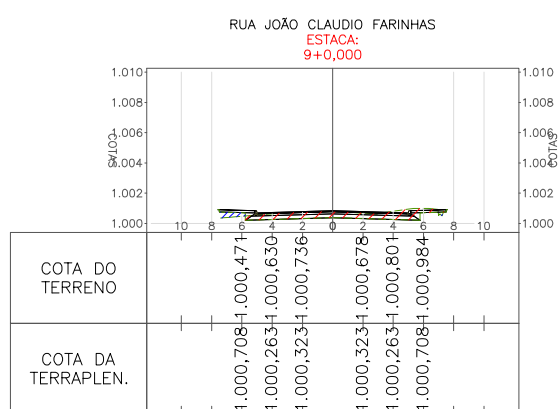 RUA JOÃO CLAUDIO FARINHAS
ESTACA:
9+0,000
1.010 1.010
1.008 1.008
1.006 1.006
COTAS COTAS
1.004 1.004
1.002 1.002
1.000 1.000
10 8 6 4 2 0 2 4 6 8 10
COTA DO
TERRENO
1.000,471 1.000,630 1.000,736 1.000,678 1.000,801 1.000,984
COTA DA
TERRAPLEN.
1.000,708 1.000,263 1.000,323 1.000,323 1.000,263 1.000,708